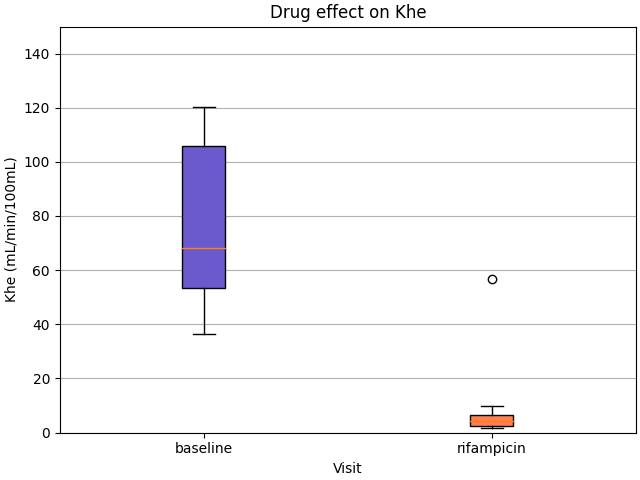 Drug effect on Khe
Khe (mL/min/100mL)
140
120
100
80
60
40
20
0
baseline
rifampicin
Visit